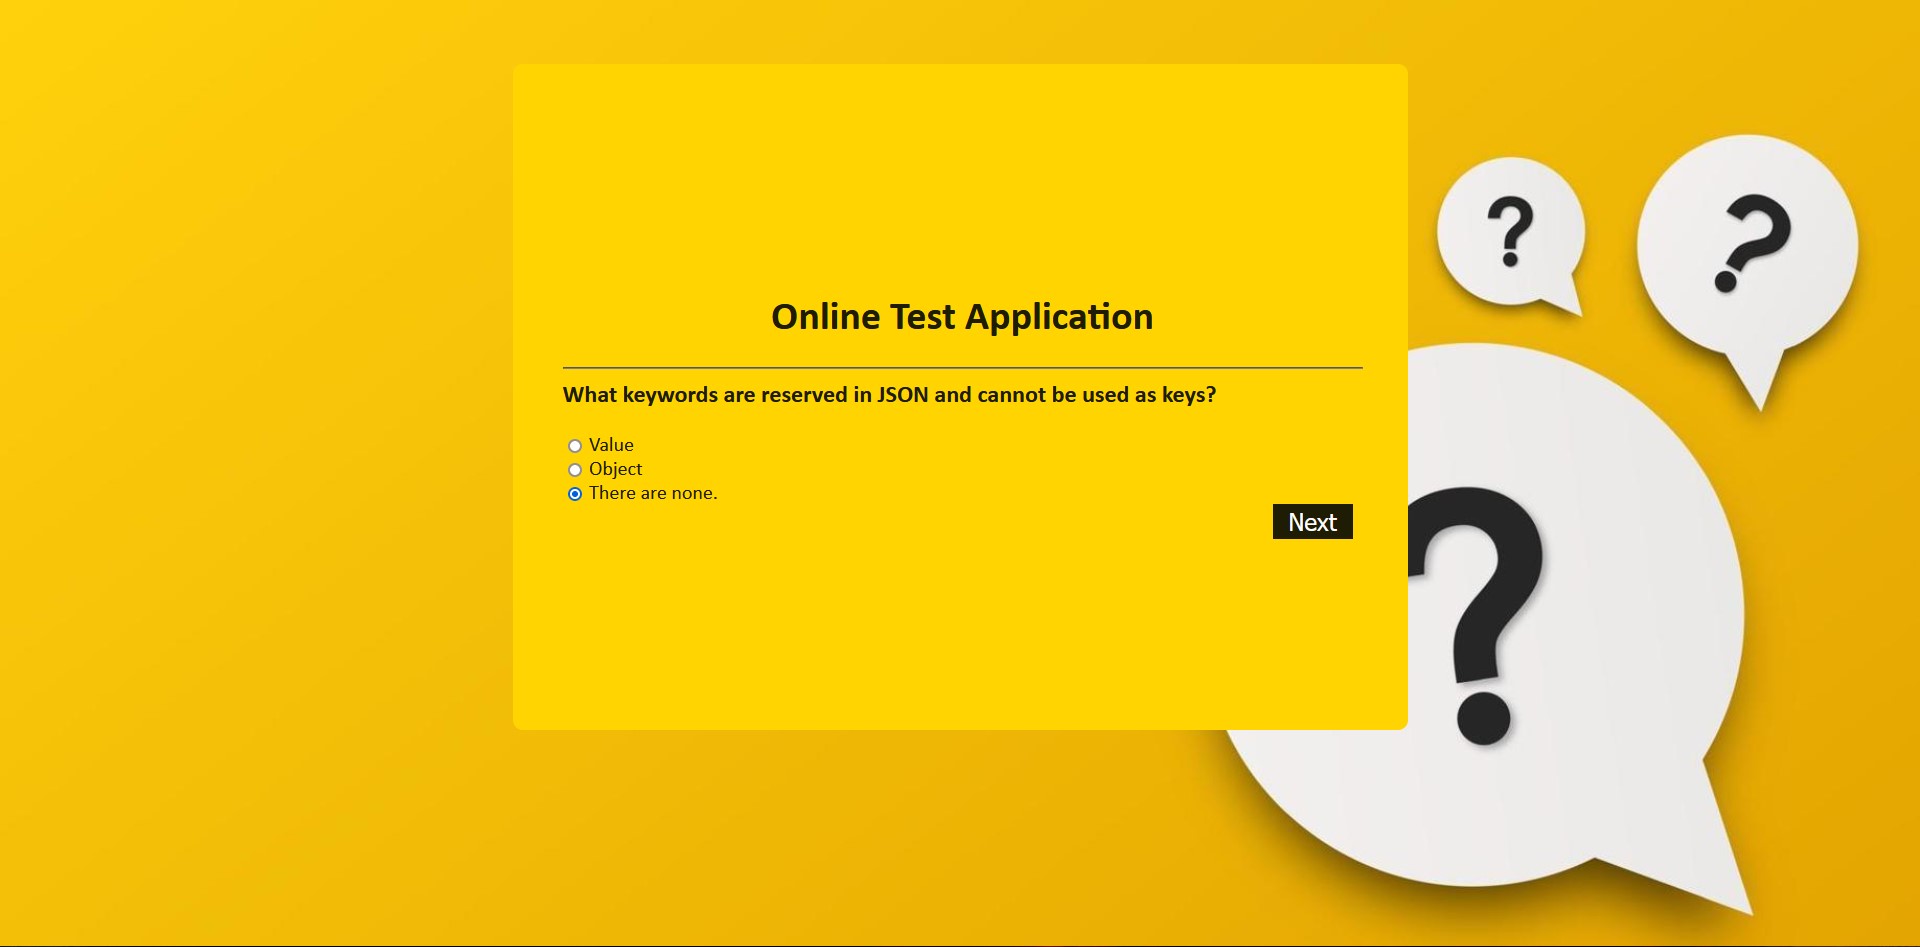 Online Test Application
What keywords are reserved in JSON and cannot be used as keys?
Value
Object
There are none.
Next
?
?
?